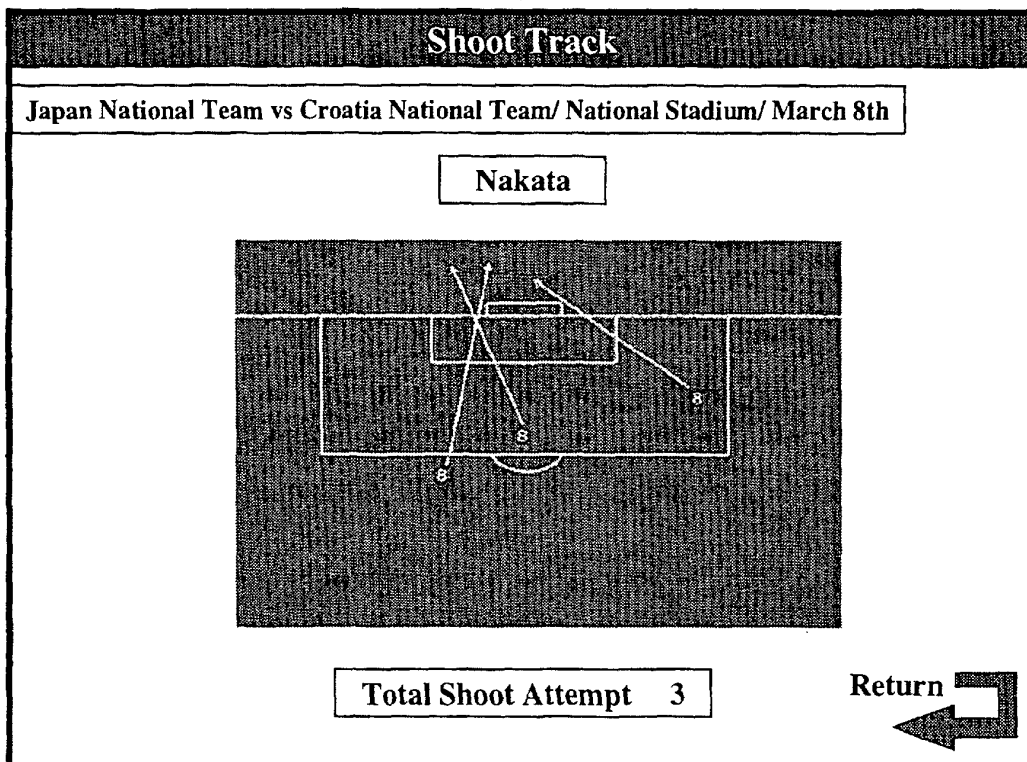 Shoot Track
Japan National Team vs Croatia National Team/ National Stadium/ March 8th
Nakata
8
8
8
Total Shoot Attempt 3
Return